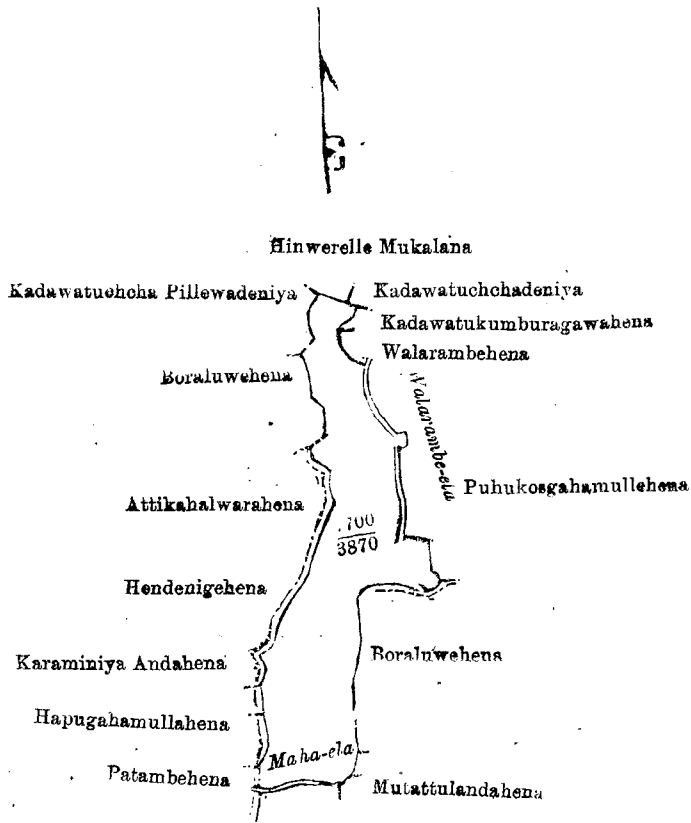 Hinwerelle Mukalana
Kadawatuchcha Pillewadeniya
Kadawatuchchadeniya
Kadawatukumburagawahena
Walarambehena
Boraluwehena
Walarambe-ela
Puhukosgahamullehena
Attikahalwarahena
700
3870
Hendenigehena
Karaminiya Andahena
Boraluwehena
Hapugahamullahena
Maha-ela
Patambehena
Mutattulandahena